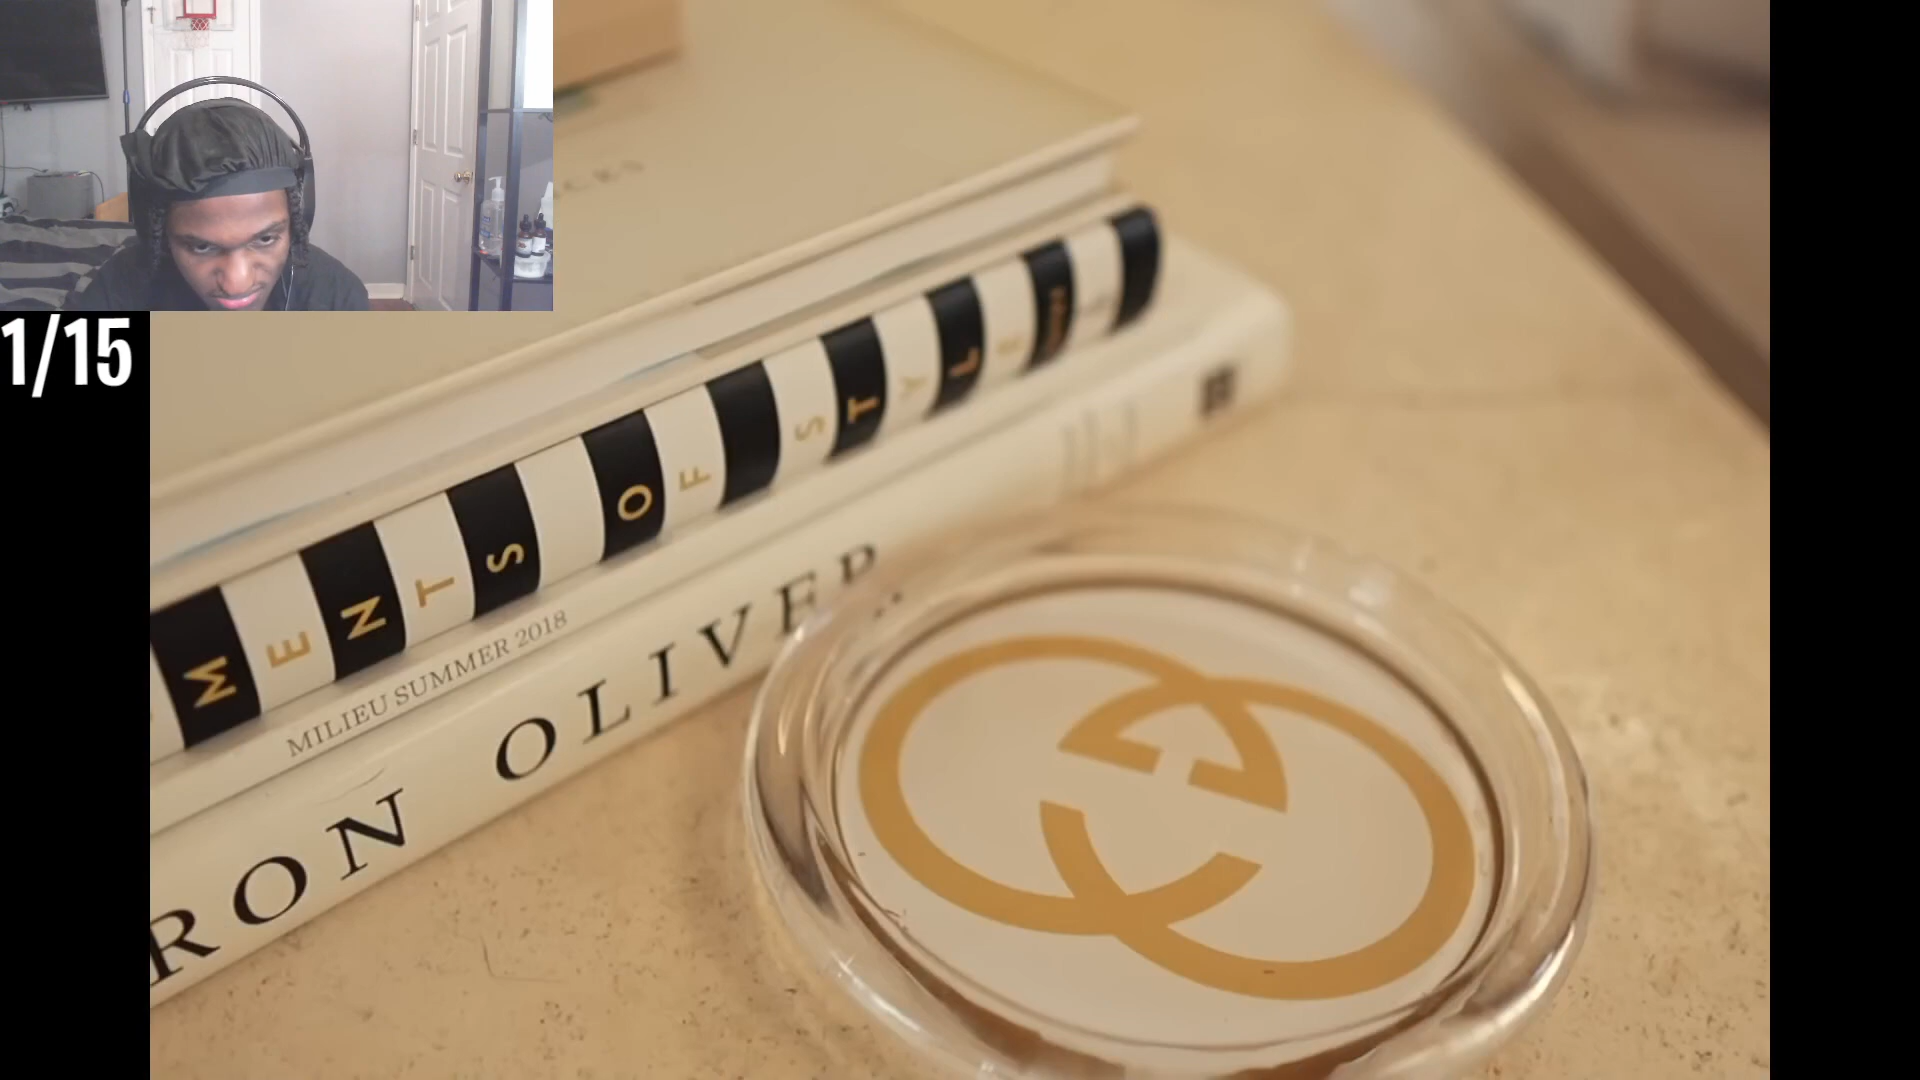 1/15
MENTS OF STYLE
MILIEU SUMMER 2018
RON OLIVER